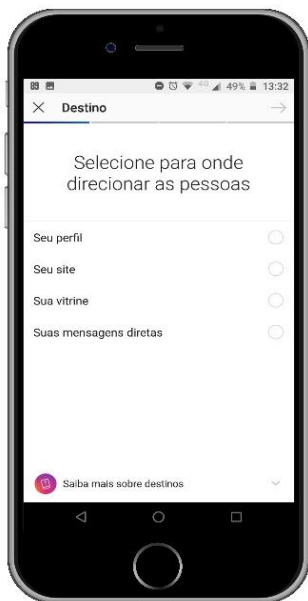 49% 13:32
Destino
Selecione para onde
direcionar as pessoas
Seu perfil
Seu site
Sua vitrine
Suas mensagens diretas
Saiba mais sobre destinos